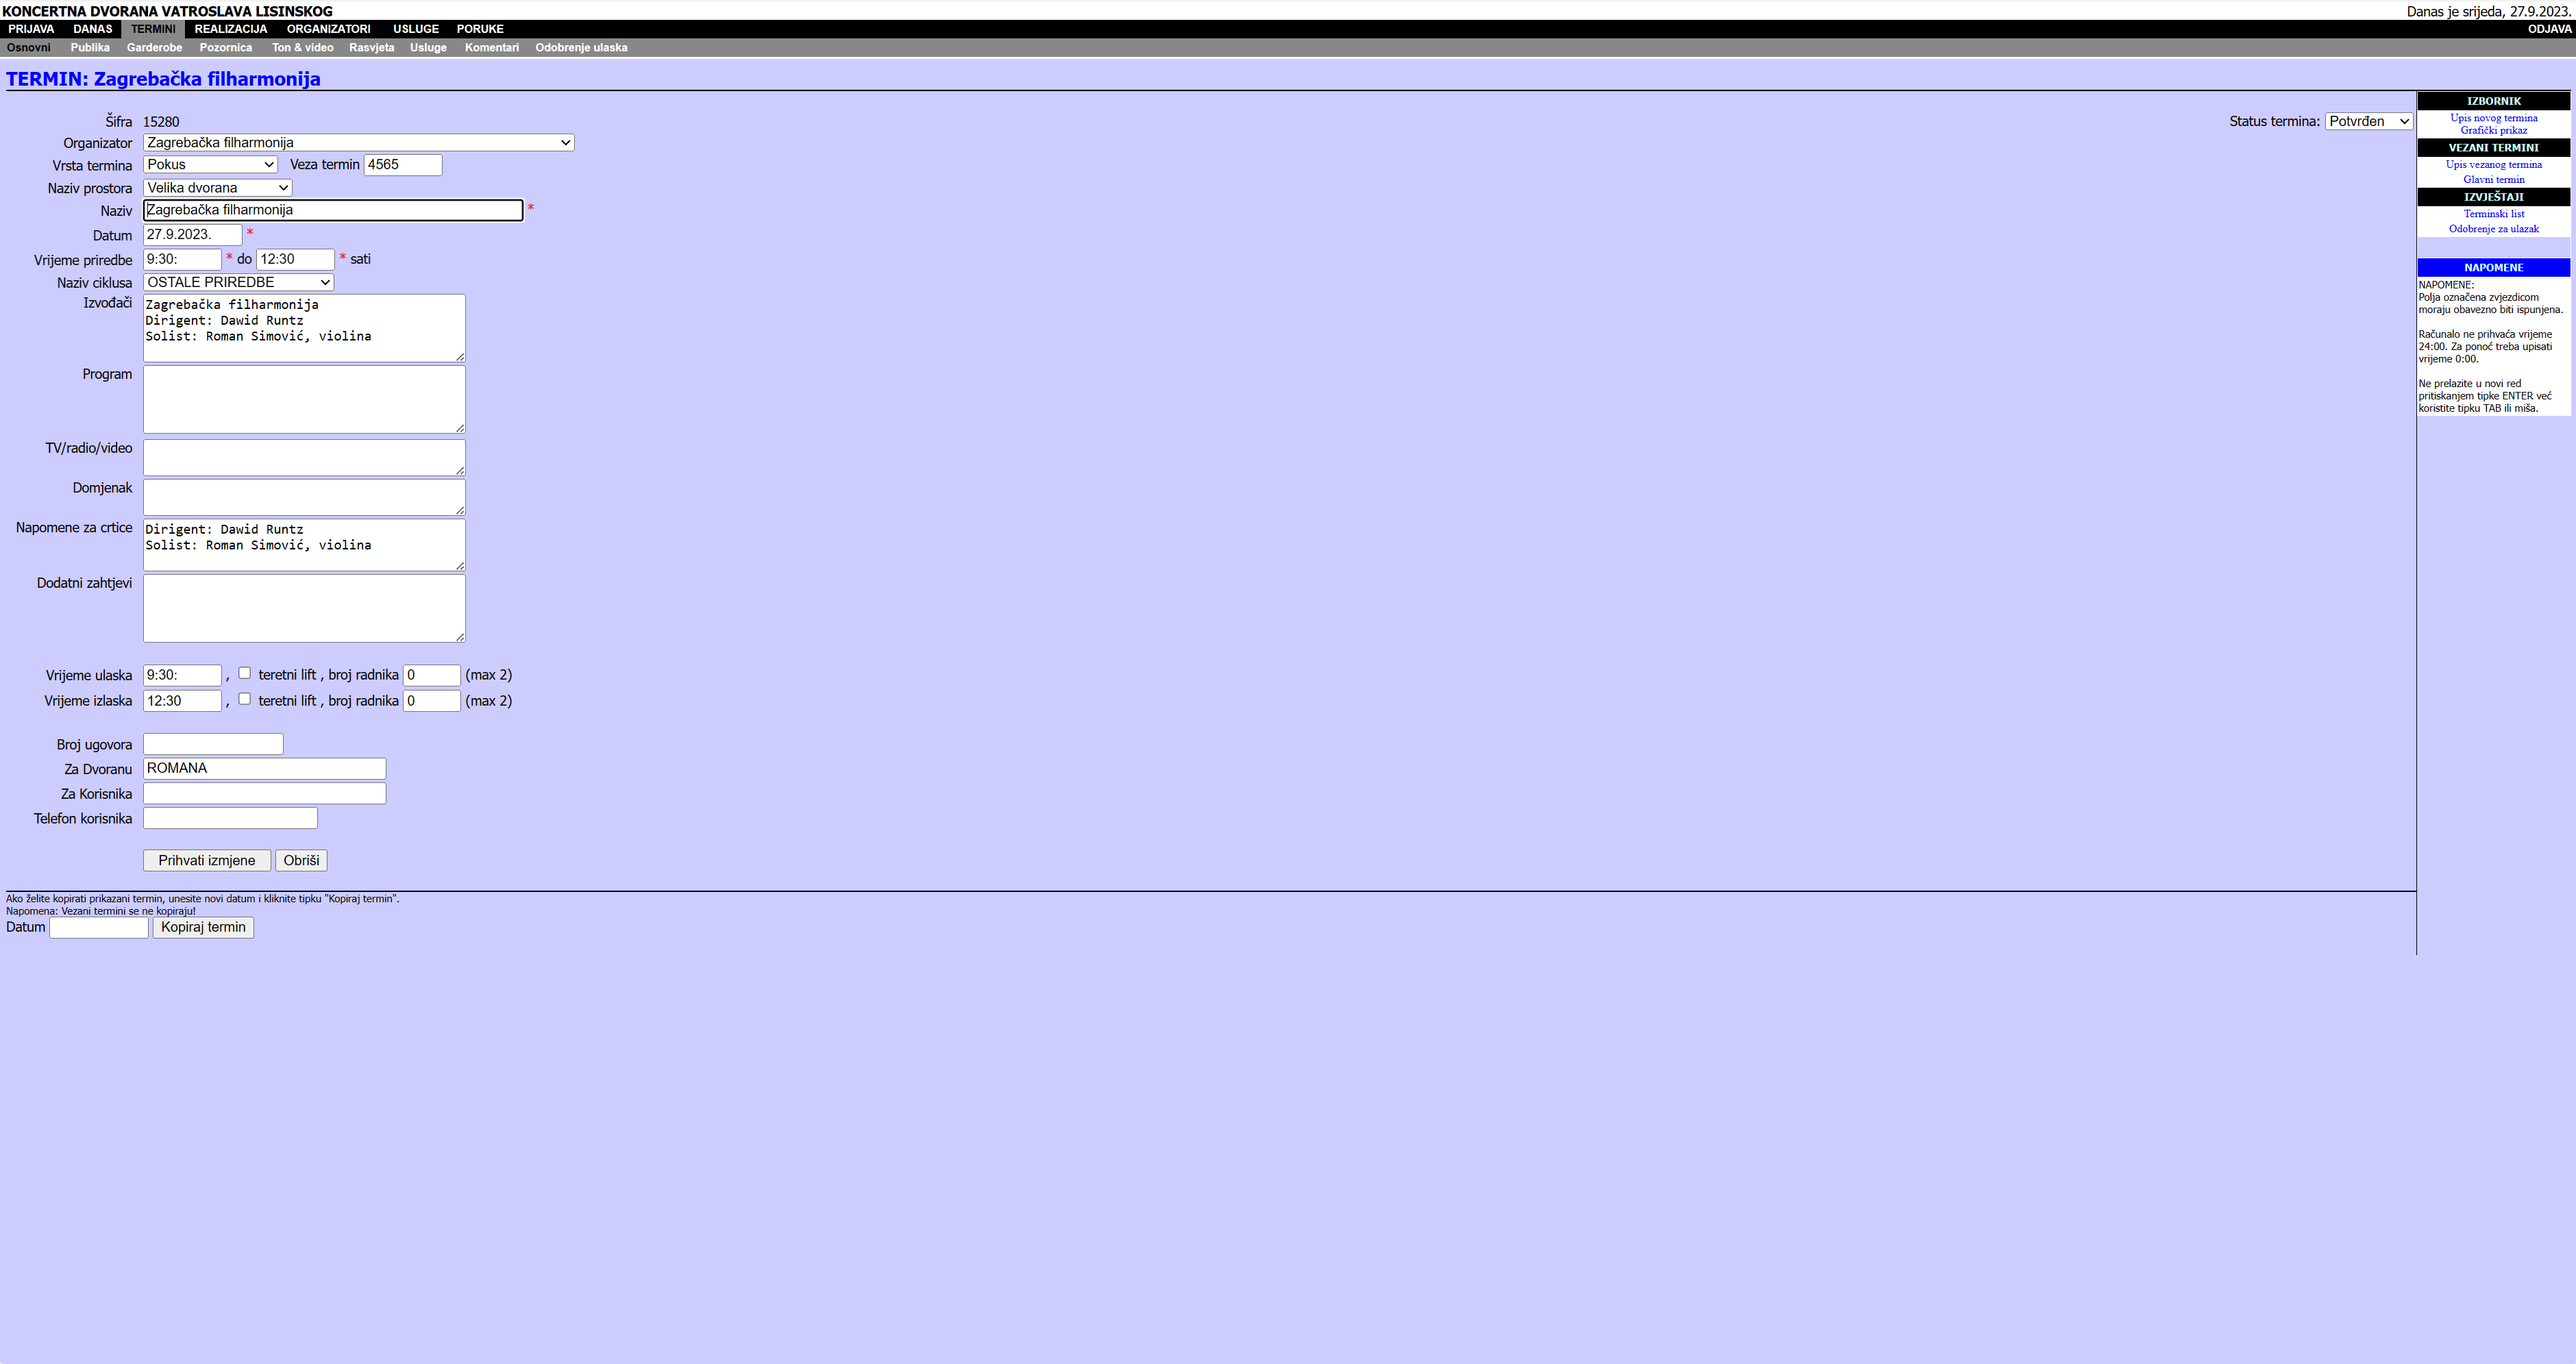 KONCERTNA DVORANA VATROSLAVA LISINSKOG
Danas je srijeda, 27.9.2023.
PRIJAVA DANAS TERMINI REALIZACIJA ORGANIZATORI USLUGE PORUKE ODJAVA
Osnovni Publika Garderobe Pozornica Ton & video Rasvjeta Usluge Komentari Odobrenje ulaska
TERMIN: Zagrebačka filharmonija
Šifra 15280
Status termina: Potvrđen
Organizator Zagrebačka filharmonija
Vrsta termina Pokus Veza termin 4565
Naziv prostora Velika dvorana
Naziv Zagrebačka filharmonija *
Datum 27.9.2023. *
Vrijeme priredbe 9:30: * do 12:30 * sati
Naziv ciklusa OSTALE PRIREDBE
Izvođači Zagrebačka filharmonija
Dirigent: Dawid Runtz
Solist: Roman Simović, violina
Program
TV/radio/video
Domjenak
Napomene za crtice Dirigent: Dawid Runtz
Solist: Roman Simović, violina
Dodatni zahtjevi
Vrijeme ulaska 9:30: , teretni lift , broj radnika 0 (max 2)
Vrijeme izlaska 12:30 , teretni lift , broj radnika 0 (max 2)
Broj ugovora
Za Dvoranu ROMANA
Za Korisnika
Telefon korisnika
Prihvati izmjene Obriši
Ako želite kopirati prikazani termin, unesite novi datum i kliknite tipku "Kopiraj termin".
Napomena: Vezani termini se ne kopiraju!
Datum Kopiraj termin
IZBORNIK
Upis novog termina
Grafički prikaz
VEZANI TERMINI
Upis vezanog termina
Glavni termin
IZVJEŠTAJI
Terminski list
Odobrenje za ulazak
NAPOMENE
NAPOMENE:
Polja označena zvjezdicom
moraju obavezno biti ispunjena.
Računalo ne prihvaća vrijeme
24:00. Za ponoć treba upisati
vrijeme 0:00.
Ne prelazite u novi red
pritiskanjem tipke ENTER već
koristite tipku TAB ili miša.